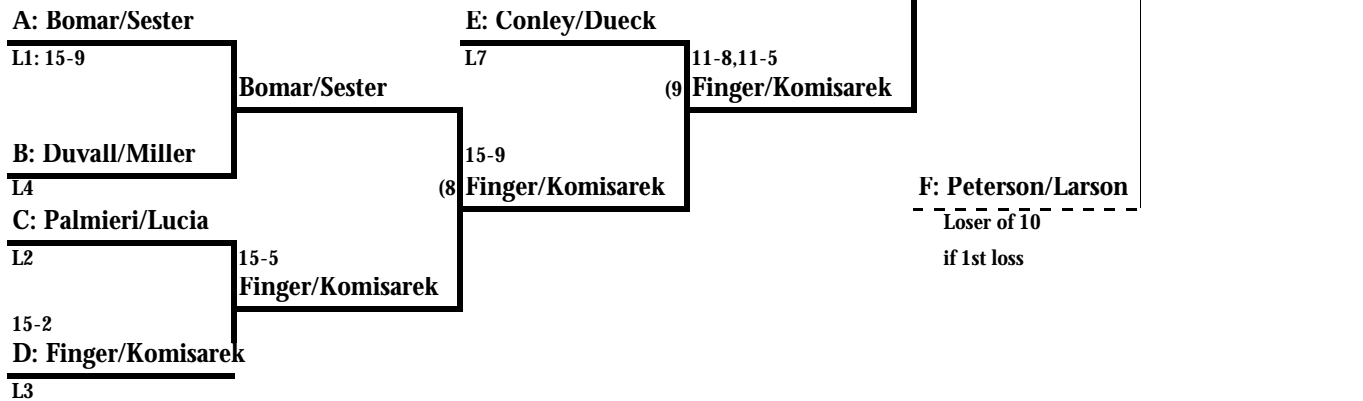 A: Bomar/Sester
L1: 15-9
Bomar/Sester
B: Duvall/Miller
L4
C: Palmieri/Lucia
L2
15-5
Finger/Komisarek
15-2
D: Finger/Komisarek
L3
E: Conley/Dueck
L7
15-9
(8 Finger/Komisarek
11-8,11-5
(9 Finger/Komisarek
F: Peterson/Larson
Loser of 10
if 1st loss